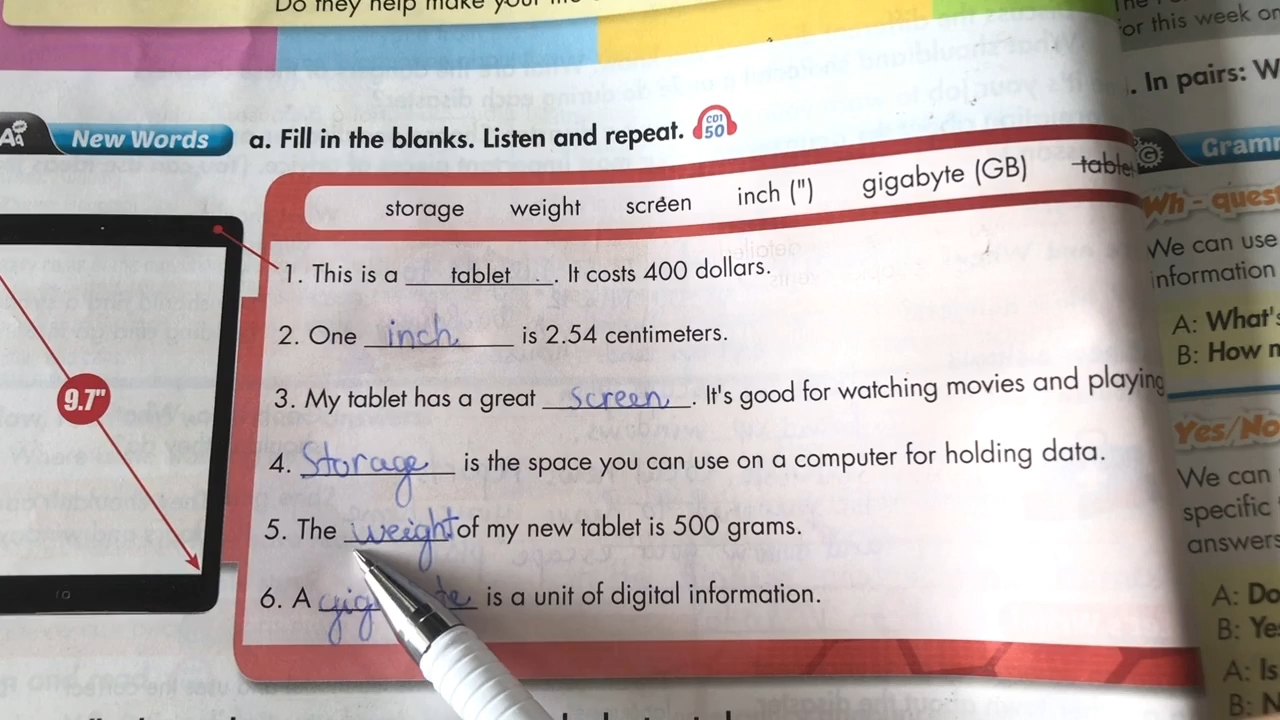 Do they help make your
for this week on
. In pairs: W
New Words
a. Fill in the blanks. Listen and repeat. CD1 50
storage weight screen inch (") gigabyte (GB) tablet
1. This is a tablet. It costs 400 dollars.
2. One inch is 2.54 centimeters.
3. My tablet has a great screen. It's good for watching movies and playing
4. Storage is the space you can use on a computer for holding data.
5. The weight of my new tablet is 500 grams.
6. A is a unit of digital information.
9.7"
Wh - quest
We can use
information
A: What's
B: How m
Yes/No
We can
specific
answers
A: Do
B: Ye
A: Is
B: N